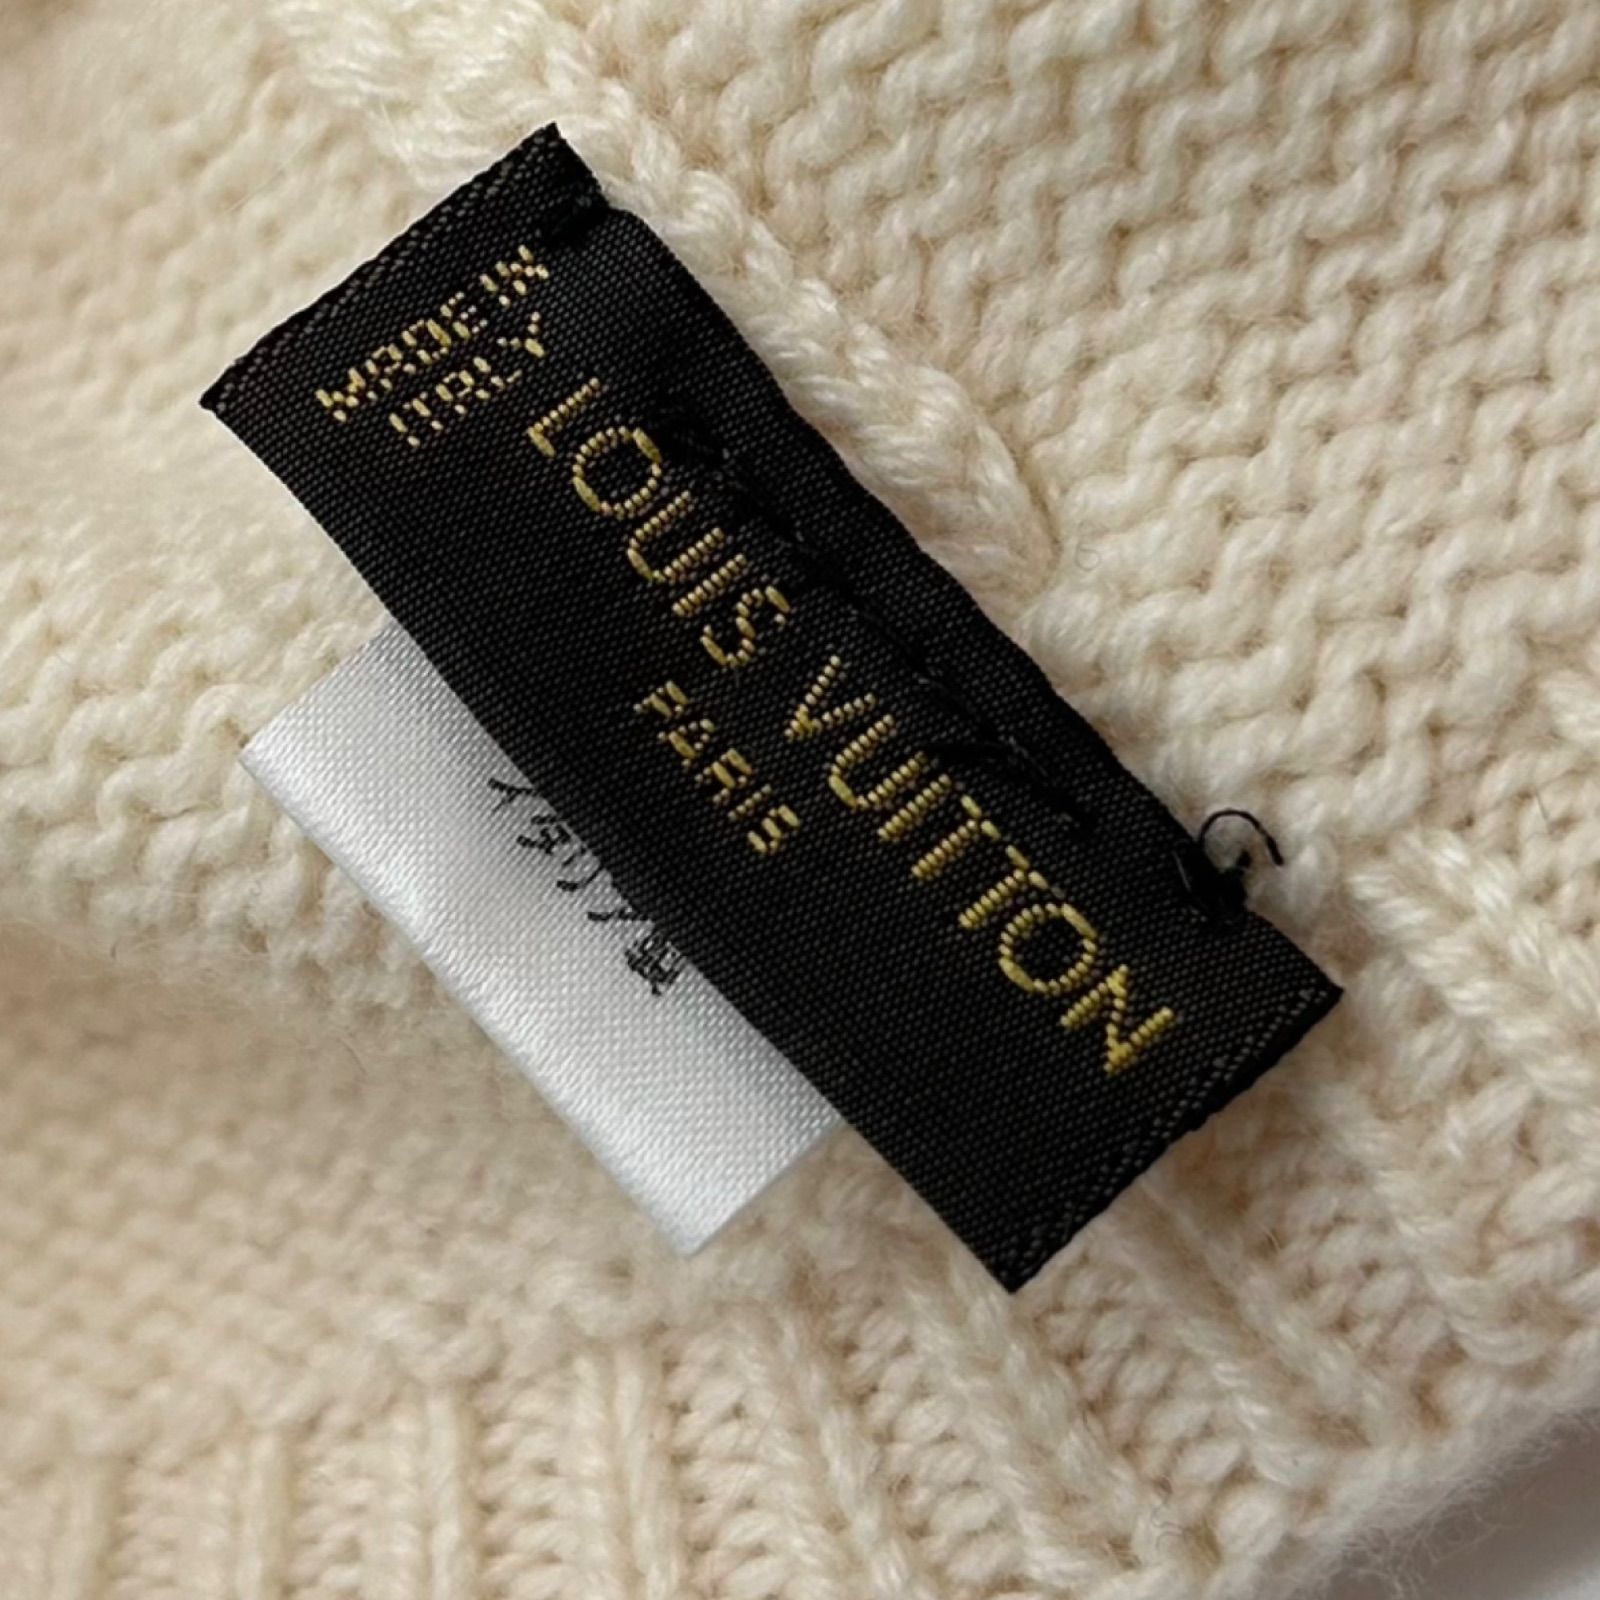 LOUIS VUITTON
PARIS
MADE IN
ITALY
イタリア製